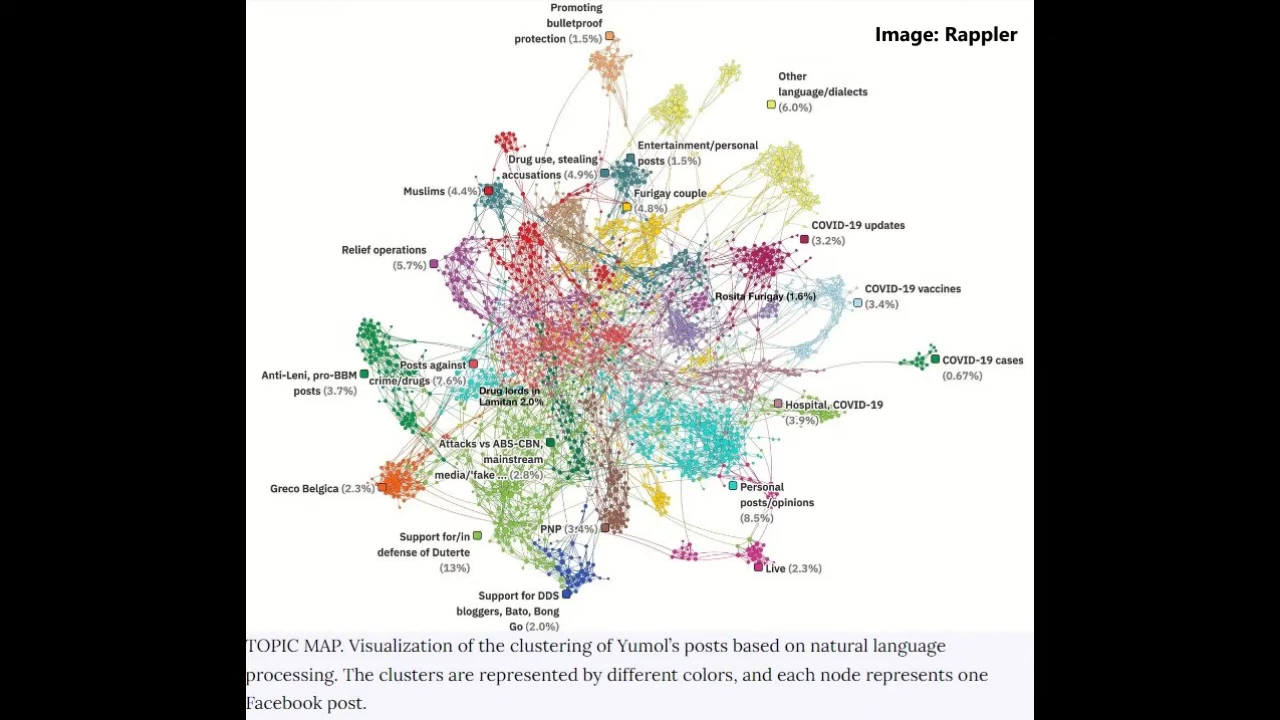 Promoting
bulletproof
protection (1.5%)
Image: Rappler
Other
language/dialects
(6.0%)
Entertainment/personal
posts (1.5%)
Drug use, stealing
accusations (4.9%)
Muslims (4.4%)
Furigay couple
(4.8%)
COVID-19 updates
(3.2%)
Relief operations
(5.7%)
COVID-19 vaccines
(3.4%)
Rosita Furigay (1.6%)
COVID-19 cases
(0.67%)
Posts against
crime/drugs (7.6%)
Anti-Leni, pro-BBM
posts (3.7%)
Drug lords in
Lamitan 2.0%
Hospital, COVID-19
(3.9%)
Attacks vs ABS-CBN,
mainstream
media/'fake ... (2.8%)
Greco Belgica (2.3%)
Personal
posts/opinions
(8.5%)
PNP (3.4%)
Support for/in
defense of Duterte
(13%)
Live (2.3%)
Support for DDS
bloggers, Bato, Bong
Go (2.0%)
TOPIC MAP. Visualization of the clustering of Yumol’s posts based on natural language
processing. The clusters are represented by different colors, and each node represents one
Facebook post.